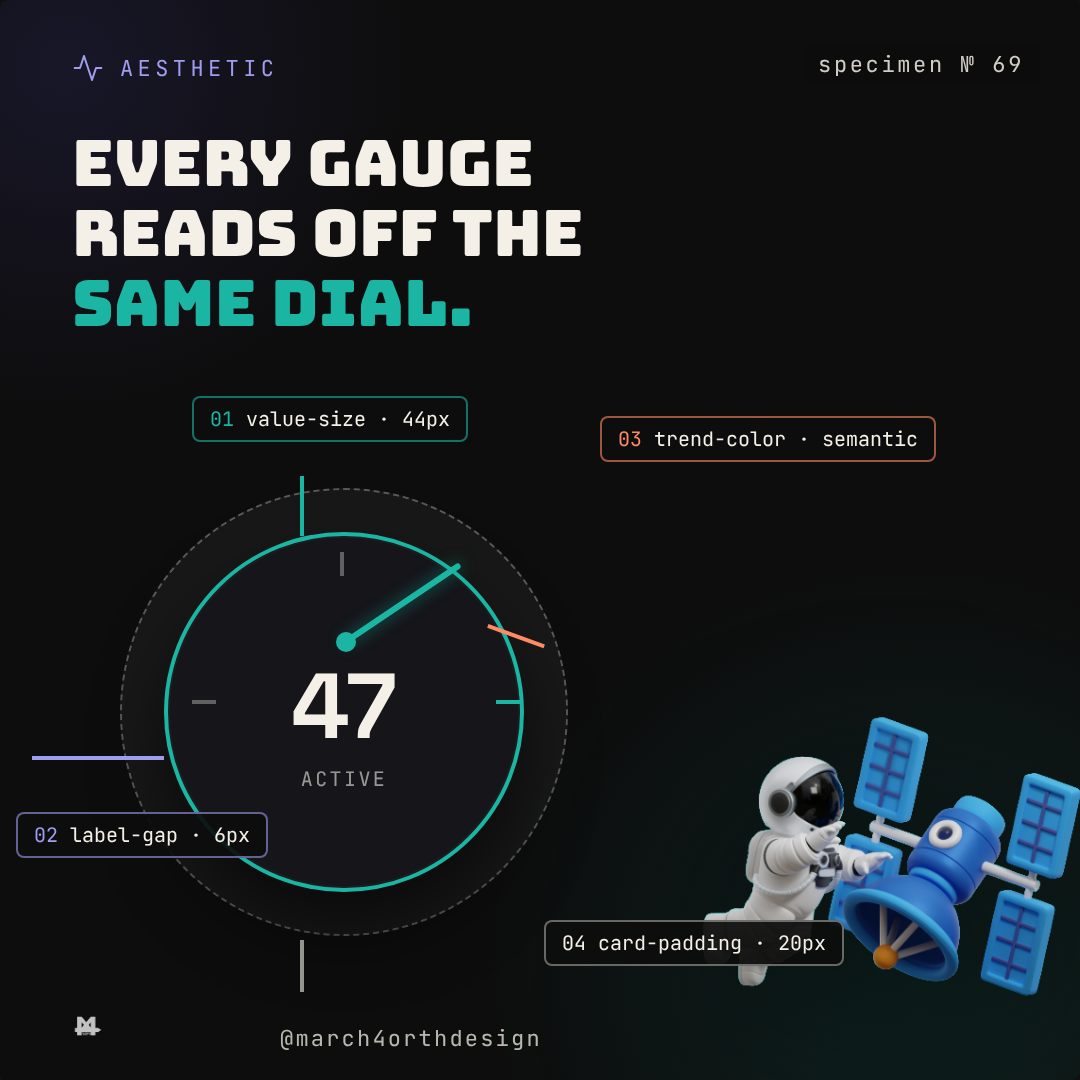 AESTHETIC
specimen № 69
EVERY GAUGE
READS OFF THE
SAME DIAL.
01 value-size · 44px
03 trend-color · semantic
47
ACTIVE
02 label-gap · 6px
04 card-padding · 20px
@march4orthdesign